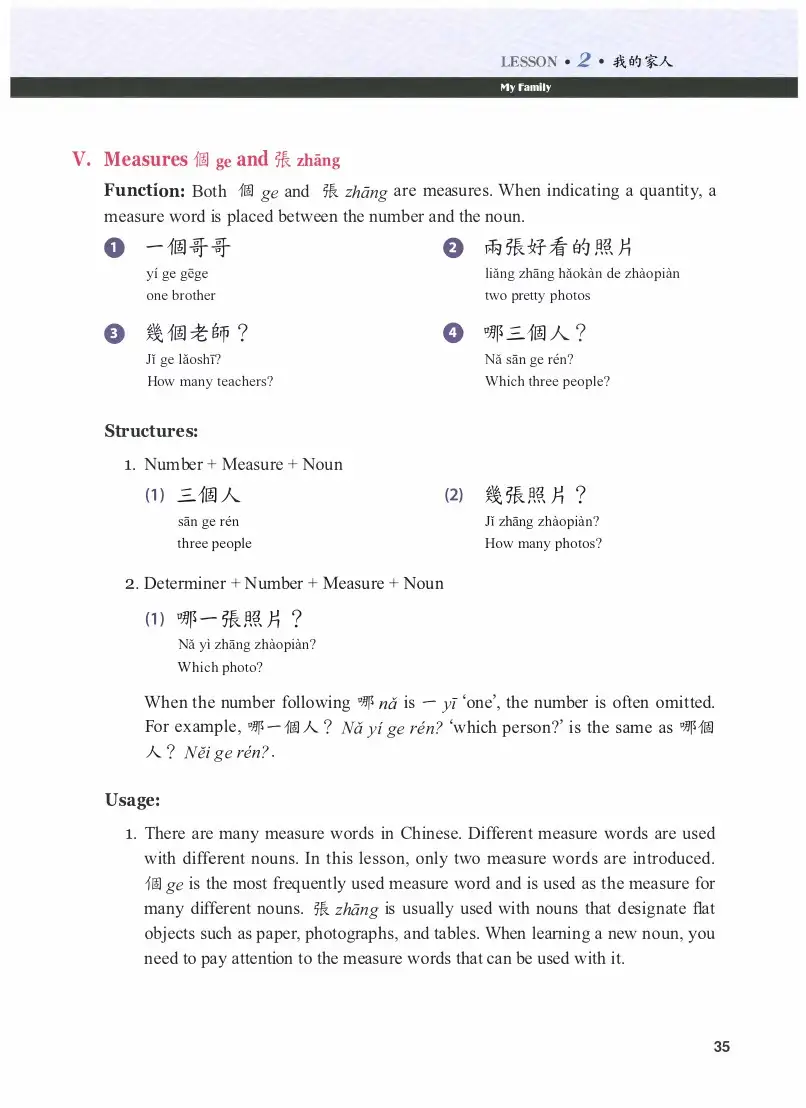 LESSON • 2 • 我的家人
My Family
V. Measures 個 ge and 張 zhāng
Function: Both 個 ge and 張 zhāng are measures. When indicating a quantity, a
measure word is placed between the number and the noun.
1 一個哥哥
yí ge gēge
one brother
2 兩張好看的照片
liǎng zhāng hǎokàn de zhàopiàn
two pretty photos
3 幾個老師？
Jǐ ge lǎoshī?
How many teachers?
4 哪三個人？
Nǎ sān ge rén?
Which three people?
Structures:
1. Number + Measure + Noun
(1) 三個人
sān ge rén
three people
(2) 幾張照片？
Jǐ zhāng zhàopiàn?
How many photos?
2. Determiner + Number + Measure + Noun
(1) 哪一張照片？
Nǎ yì zhāng zhàopiàn?
Which photo?
When the number following 哪 nǎ is 一 yī ‘one’, the number is often omitted.
For example, 哪一個人？ Nǎ yí ge rén? ‘which person?’ is the same as 哪個
人？ Něi ge rén?.
Usage:
1. There are many measure words in Chinese. Different measure words are used
with different nouns. In this lesson, only two measure words are introduced.
個 ge is the most frequently used measure word and is used as the measure for
many different nouns. 張 zhāng is usually used with nouns that designate flat
objects such as paper, photographs, and tables. When learning a new noun, you
need to pay attention to the measure words that can be used with it.
35